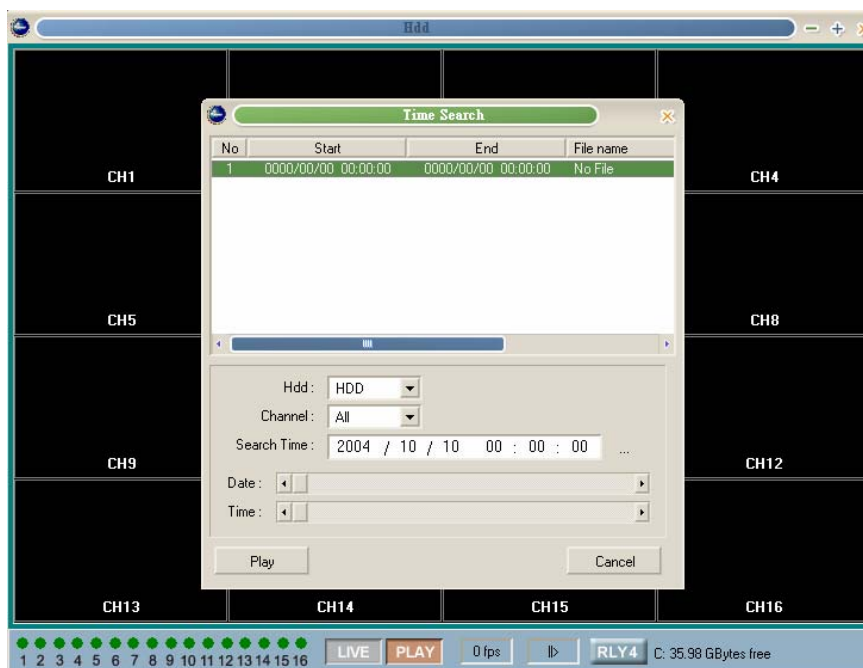 Hdd
Time Search
No Start End File name
1 0000/00/00 00:00:00 0000/00/00 00:00:00 No File
CH1 CH4
CH5 CH8
Hdd : HDD
Channel : All
Search Time : 2004 / 10 / 10 00 : 00 : 00 ...
CH9 CH12
Date :
Time :
Play Cancel
CH13 CH14 CH15 CH16
1 2 3 4 5 6 7 8 9 10 11 12 13 14 15 16 LIVE PLAY 0 fps RLY4 C: 35.98 GBytes free